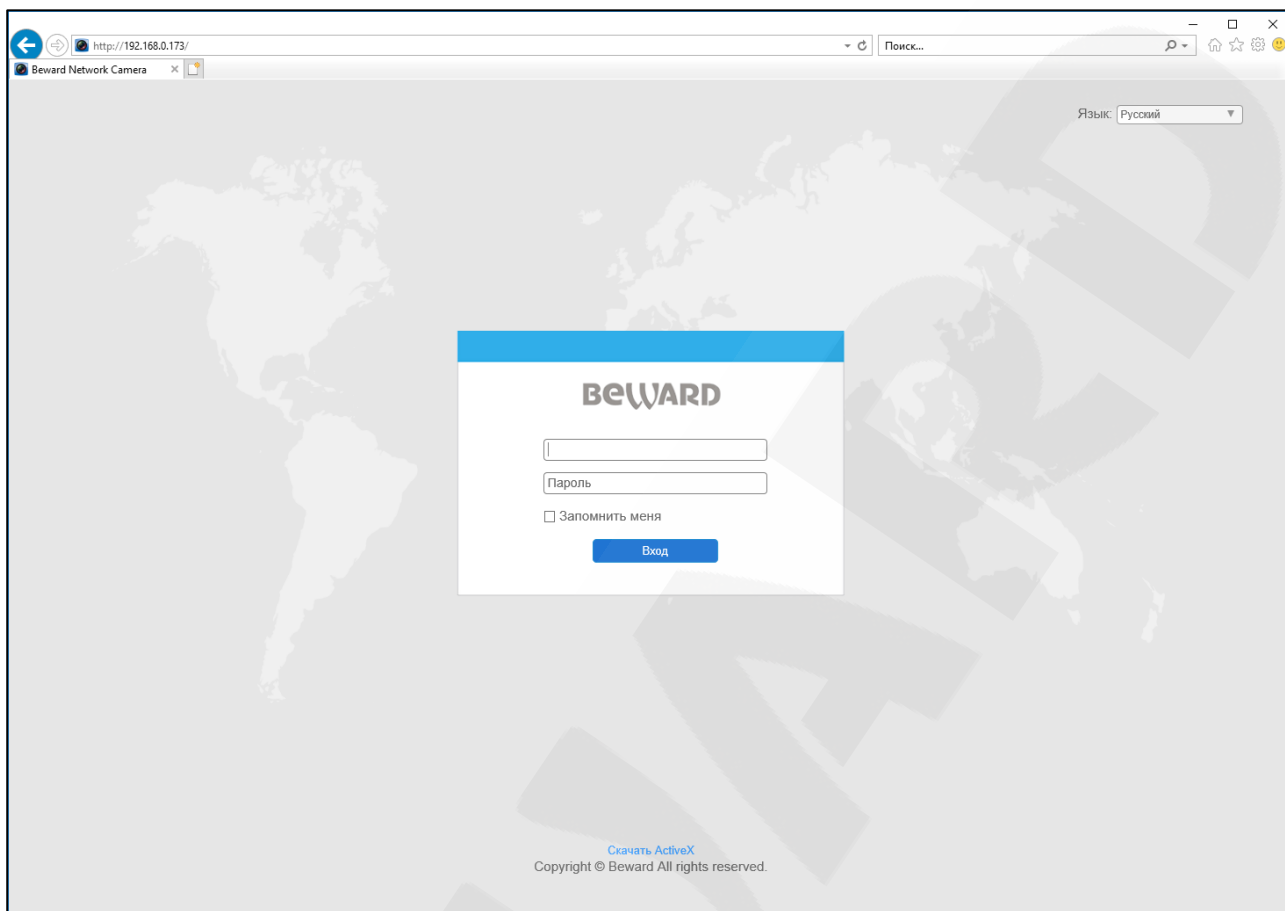 http://192.168.0.173/
Поиск...
Beward Network Camera
Язык: Русский
BEWARD
Пароль
Запомнить меня
Вход
Скачать ActiveX
Copyright © Beward All rights reserved.